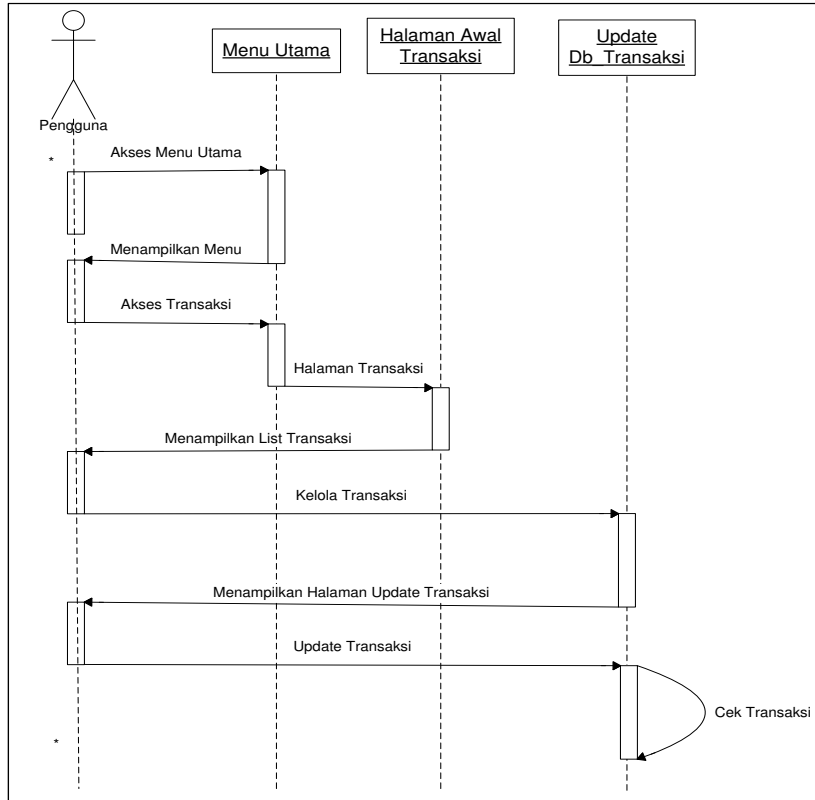 Menu Utama
Halaman Awal
Transaksi
Update
Db_Transaksi
Pengguna
*
Akses Menu Utama
Menampilkan Menu
Akses Transaksi
Halaman Transaksi
Menampilkan List Transaksi
Kelola Transaksi
Menampilkan Halaman Update Transaksi
Update Transaksi
Cek Transaksi
*